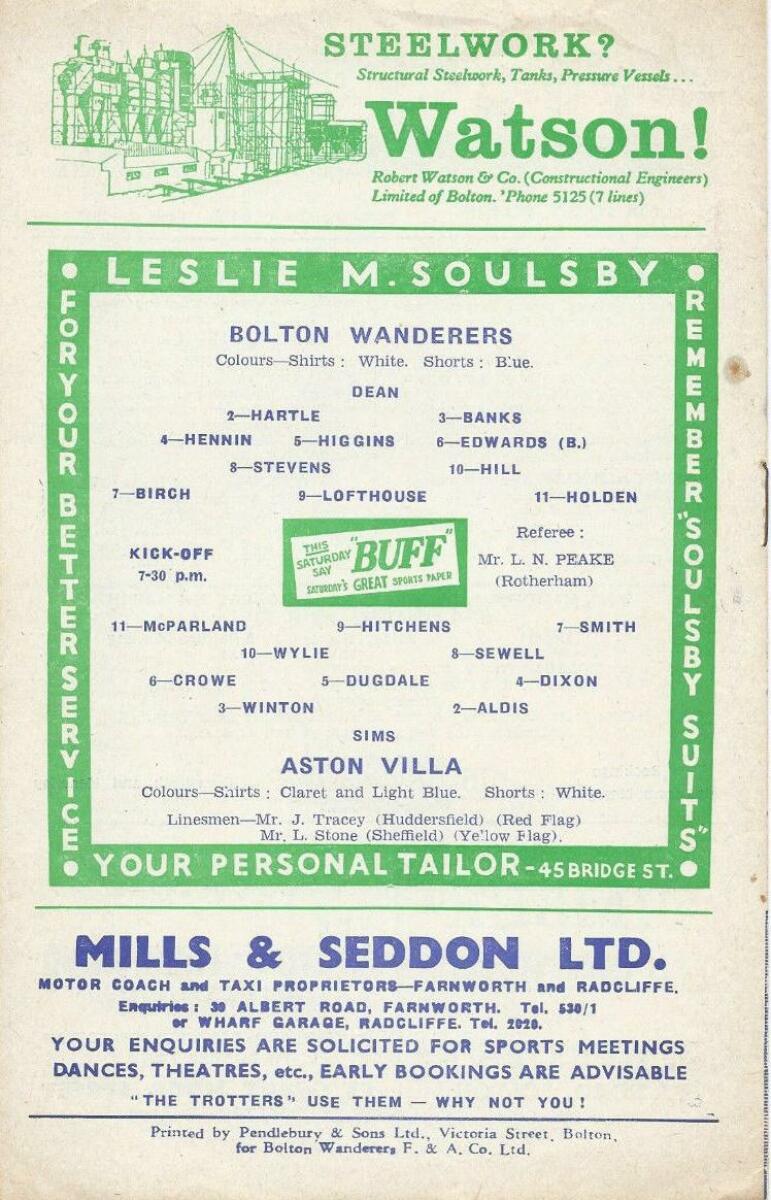 STEELWORK?
Structural Steelwork, Tanks, Pressure Vessels...
Watson!
Robert Watson & Co. (Constructional Engineers)
Limited of Bolton. 'Phone 5125 (7 lines)
• LESLIE M. SOULSBY •
FOR YOUR BETTER SERVICE
REMEMBER "SOULSBY SUITS"
BOLTON WANDERERS
Colours—Shirts : White. Shorts : Blue.
DEAN
2—HARTLE 3—BANKS
4—HENNIN 5—HIGGINS 6—EDWARDS (B.)
8—STEVENS 10—HILL
7—BIRCH 9—LOFTHOUSE 11—HOLDEN
KICK-OFF
7-30 p.m.
THIS
SATURDAY
SAY
"BUFF"
SATURDAY'S GREAT SPORTS PAPER
Referee :
Mr. L. N. PEAKE
(Rotherham)
11—McPARLAND 9—HITCHENS 7—SMITH
10—WYLIE 8—SEWELL
6—CROWE 5—DUGDALE 4—DIXON
3—WINTON 2—ALDIS
SIMS
ASTON VILLA
Colours—Shirts : Claret and Light Blue. Shorts : White.
Linesmen—Mr. J. Tracey (Huddersfield) (Red Flag)
Mr. L. Stone (Sheffield) (Yellow Flag).
• YOUR PERSONAL TAILOR - 45 BRIDGE ST. •
MILLS & SEDDON LTD.
MOTOR COACH and TAXI PROPRIETORS—FARNWORTH and RADCLIFFE.
Enquiries : 30 ALBERT ROAD, FARNWORTH. Tel. 530/1
or WHARF GARAGE, RADCLIFFE. Tel. 2020.
YOUR ENQUIRIES ARE SOLICITED FOR SPORTS MEETINGS
DANCES, THEATRES, etc., EARLY BOOKINGS ARE ADVISABLE
"THE TROTTERS" USE THEM — WHY NOT YOU !
Printed by Pendlebury & Sons Ltd., Victoria Street, Bolton,
for Bolton Wanderers F. & A. Co. Ltd.